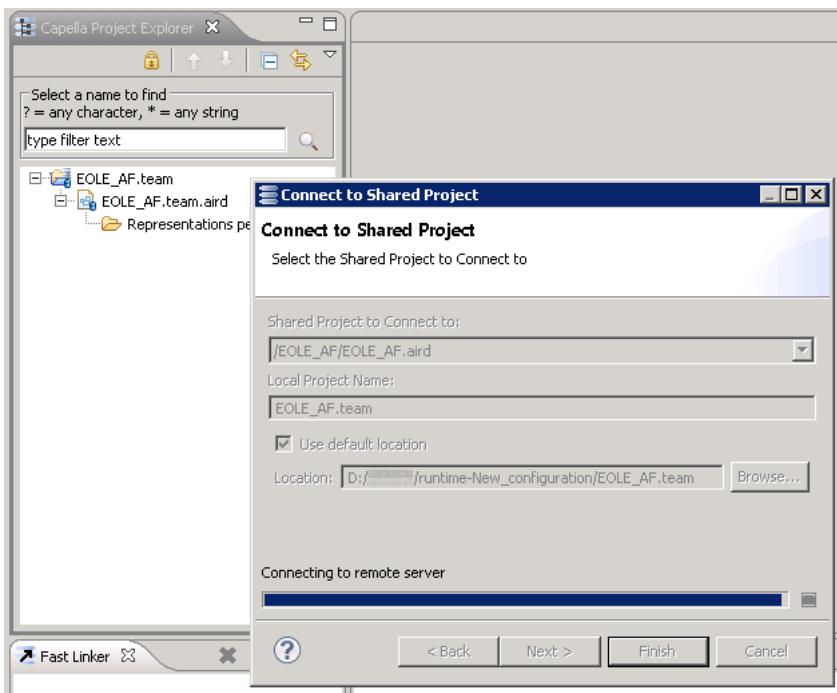 Capella Project Explorer
Select a name to find
? = any character, * = any string
type filter text
EOLE_AF.team
EOLE_AF.team.aird
Representations pe
Connect to Shared Project
Connect to Shared Project
Select the Shared Project to Connect to
Shared Project to Connect to:
/EOLE_AF/EOLE_AF.aird
Local Project Name:
EOLE_AF.team
Use default location
Location: D:/ /runtime-New_configuration/EOLE_AF.team Browse...
Connecting to remote server
< Back Next > Finish Cancel
Fast Linker